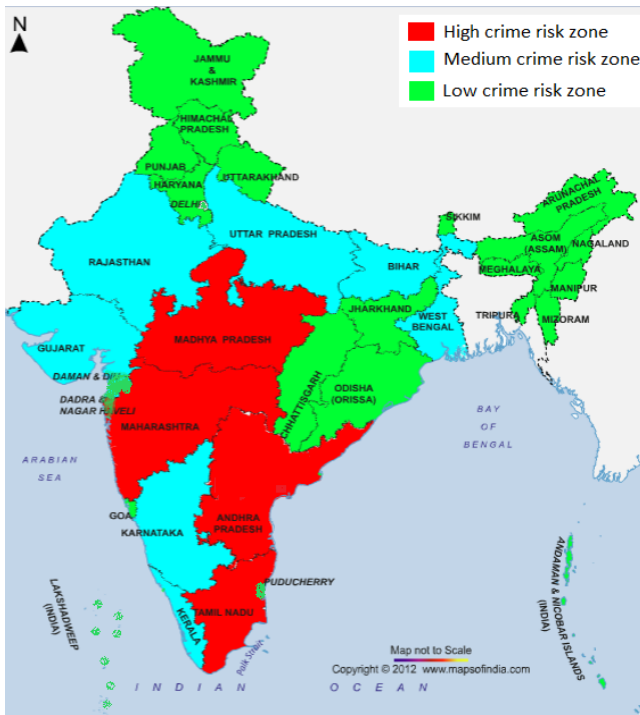 N
High crime risk zone
Medium crime risk zone
Low crime risk zone
JAMMU
&
KASHMIR
HIMACHAL
PRADESH
PUNJAB
UTTARAKHAND
HARYANA
DELHI
ARUNACHAL
PRADESH
SIKKIM
UTTAR PRADESH
ASOM
(ASSAM)
NAGALAND
RAJASTHAN
BIHAR
MEGHALAYA
MANIPUR
JHARKHAND
TRIPURA
MIZORAM
WEST
BENGAL
GUJARAT
MADHYA PRADESH
DAMAN & DIU
CHHATTISGARH
ODISHA
(ORISSA)
DADRA &
NAGAR HAVELI
MAHARASHTRA
BAY
OF
BENGAL
ARABIAN
SEA
GOA
KARNATAKA
ANDHRA
PRADESH
ANDAMAN & NICOBAR ISLANDS
(INDIA)
PUDUCHERRY
LAKSHADWEEP
(INDIA)
KERALA
TAMIL NADU
Palk Strait
Map not to Scale
Copyright © 2012 www.mapsofindia.com
INDIAN OCEAN